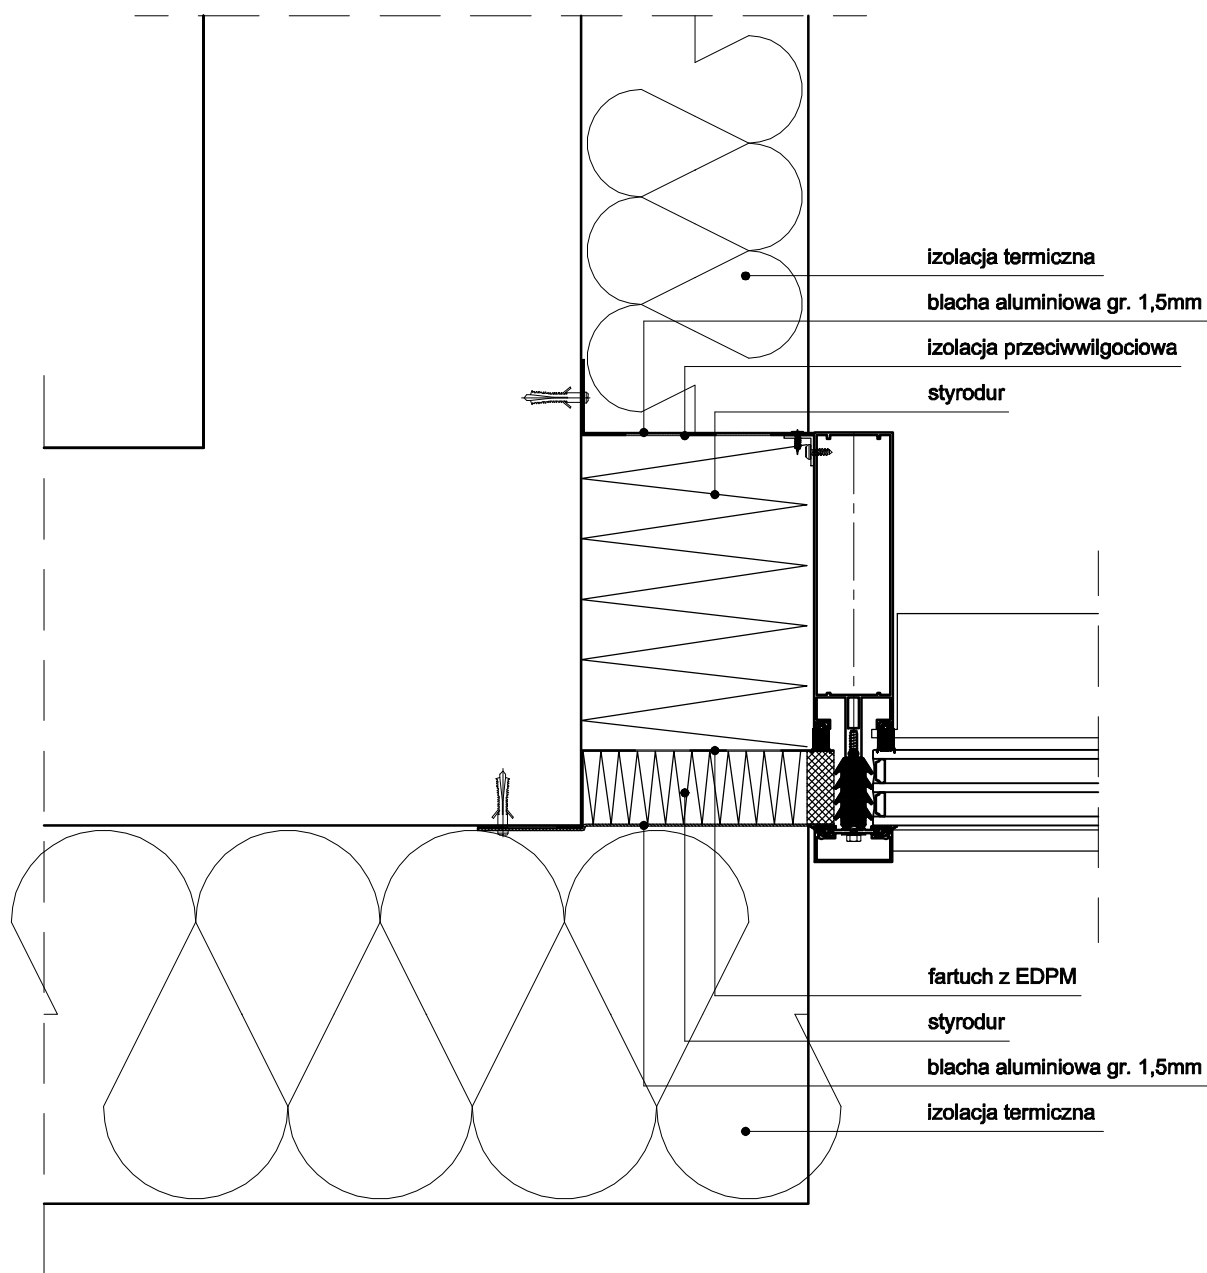 izolacja termiczna
blacha aluminiowa gr. 1,5mm
izolacja przeciwwilgociowa
styrodur
fartuch z EDPM
styrodur
blacha aluminiowa gr. 1,5mm
izolacja termiczna